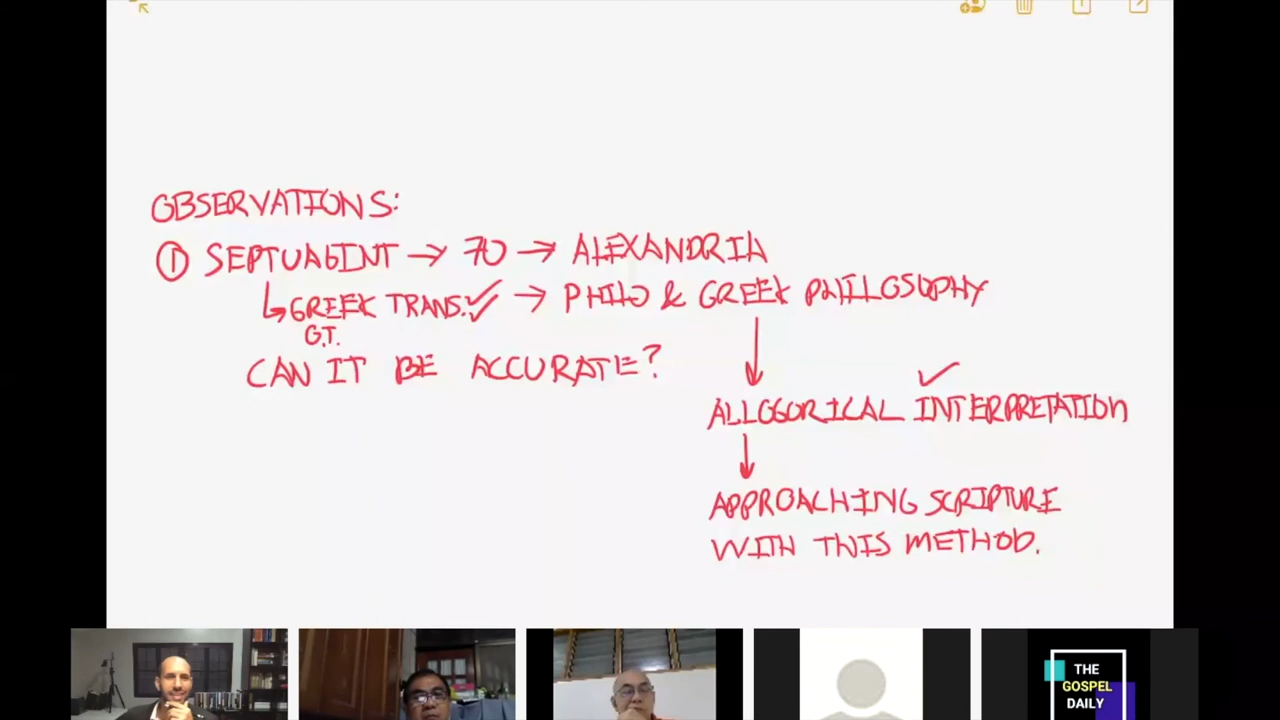 OBSERVATIONS:
① SEPTUAGINT → 70 → ALEXANDRIA
↳ GREEK TRANS. ✓ → PHILO & GREEK PHILOSOPHY
O.T.
CAN IT BE ACCURATE?
↓
ALLOGORICAL INTERPRETATION ✓
↓
APPROACHING SCRIPTURE
WITH THIS METHOD.
THE
GOSPEL
DAILY